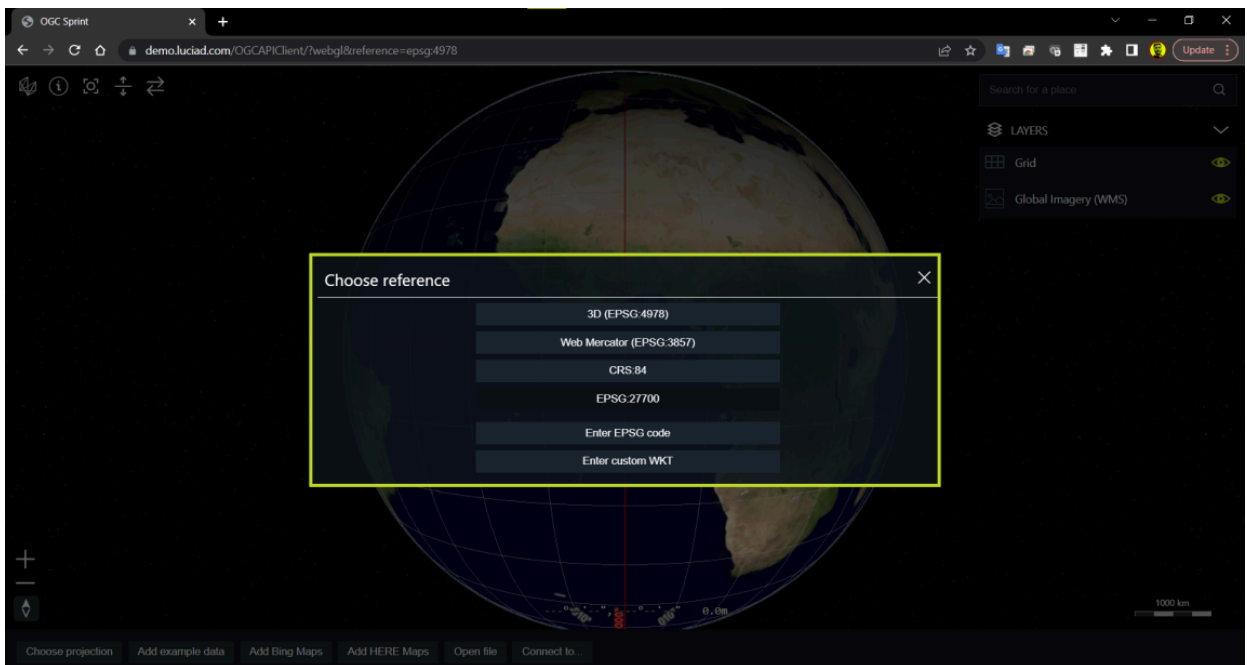 OGC Sprint
demo.luciad.com/OGCAPIClient/?webgl&reference=epsg:4978
Update
Search for a place
LAYERS
Grid
Global Imagery (WMS)
Choose reference
3D (EPSG:4978)
Web Mercator (EPSG:3857)
CRS:84
EPSG:27700
Enter EPSG code
Enter custom WKT
0.0m
1000 km
Choose projection Add example data Add Bing Maps Add HERE Maps Open file Connect to...